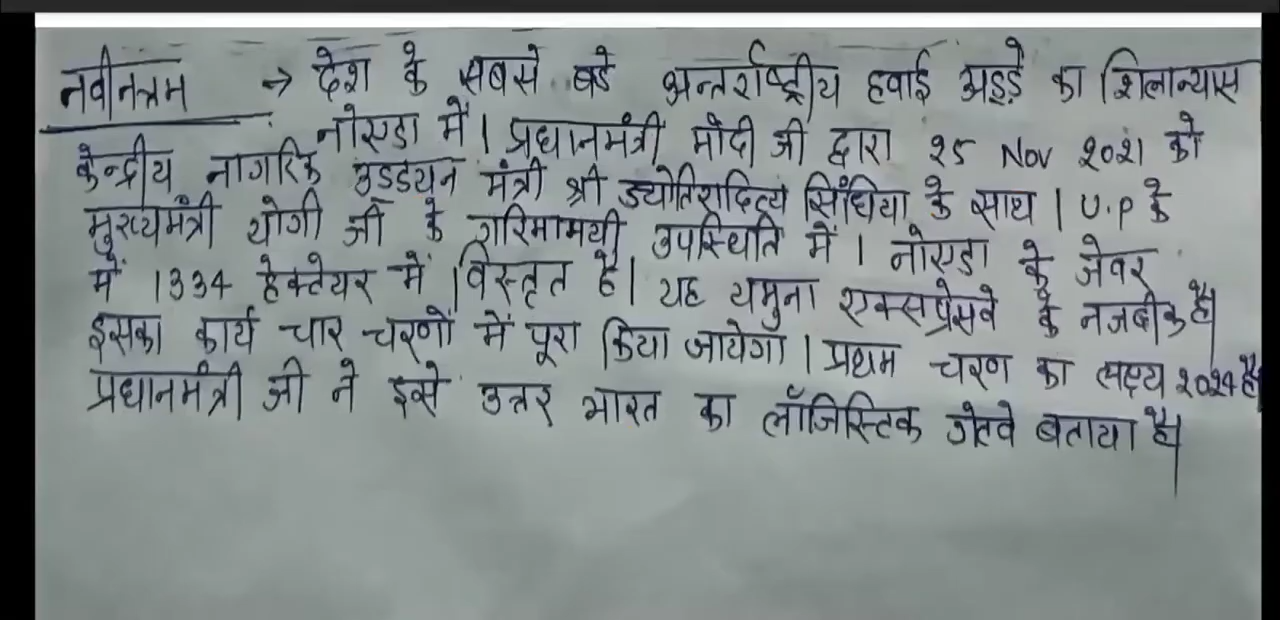 नवीनतम → देश के सबसे बडे अन्तर्राष्ट्रीय हवाई अड्डे का शिलान्यास
नोएडा में। प्रधानमंत्री मोदी जी द्वारा 25 Nov 2021 को
केन्द्रीय नागरिक उड्डयन मंत्री श्री ज्योतिरादित्य सिंधिया के साथ। U.P के
मुख्यमंत्री योगी जी के गरिमामयी उपस्थिति में। नोएडा के जेवर
में 1334 हेक्टेयर में विस्तृत है। यह यमुना एक्सप्रेसवे के नजदीक है।
इसका कार्य चार चरणों में पूरा किया जायेगा। प्रथम चरण का लक्ष्य 2024 है।
प्रधानमंत्री जी ने इसे उत्तर भारत का लॉजिस्टिक गेतवे बताया है।